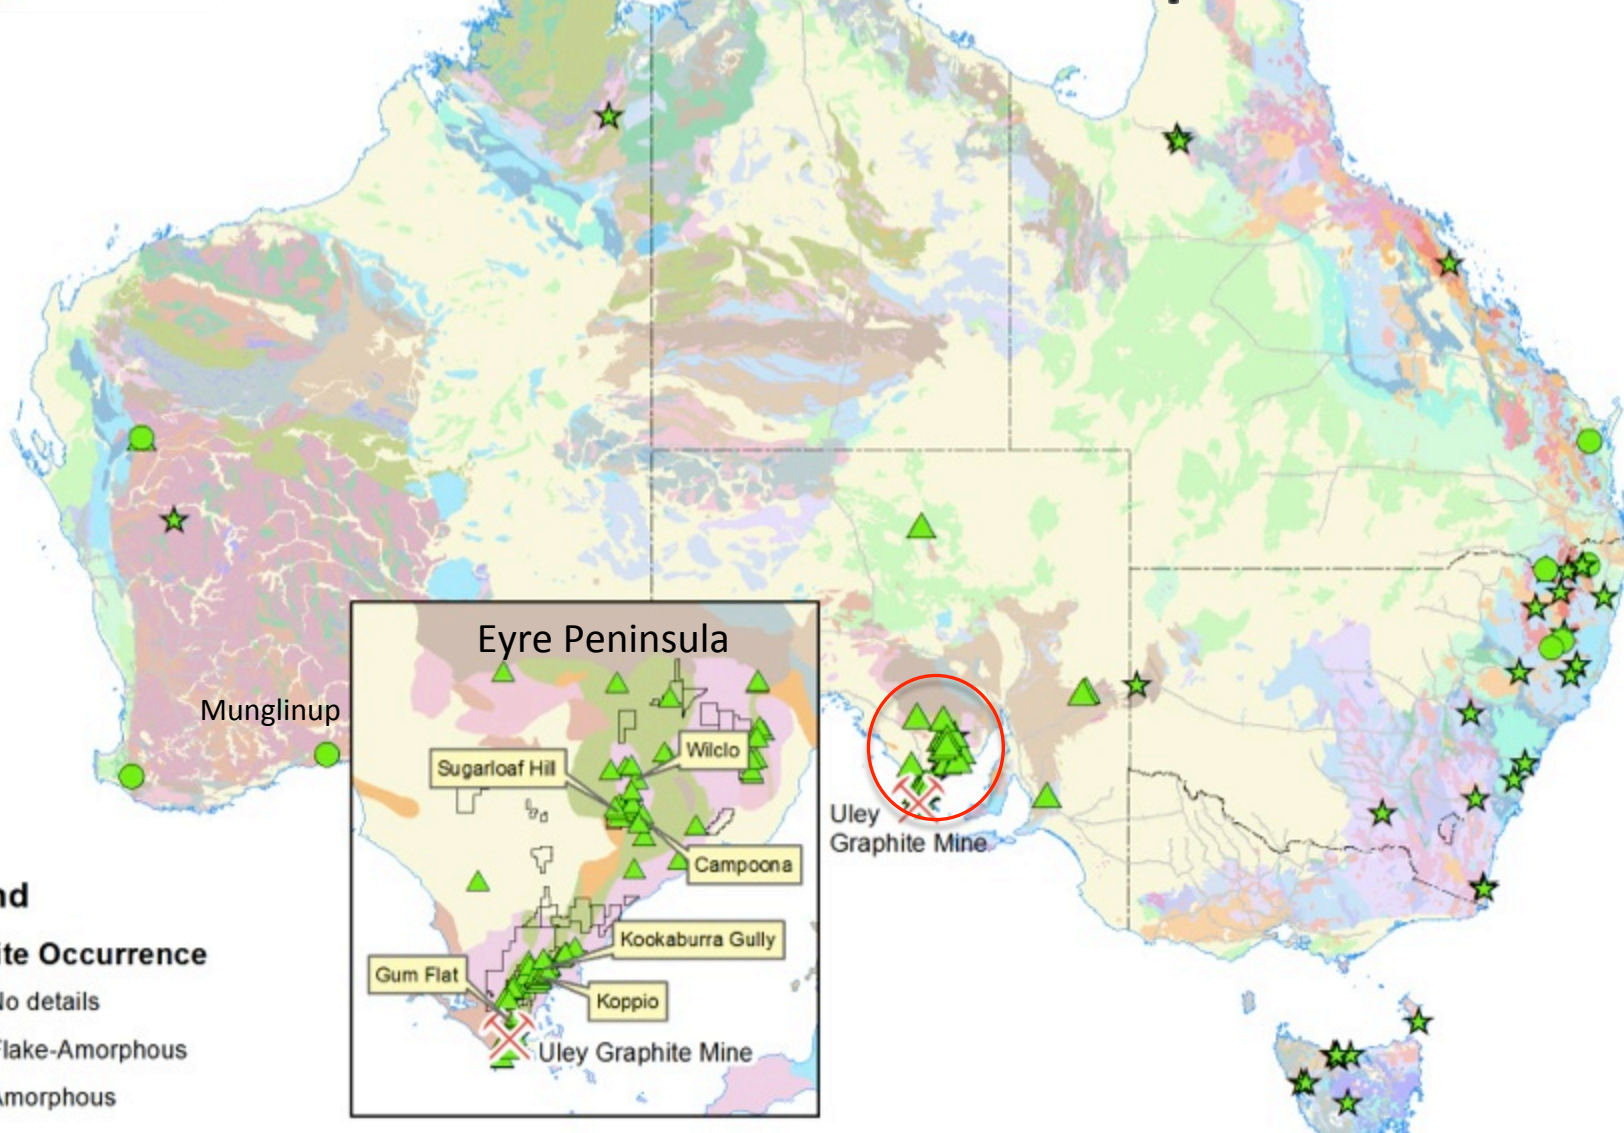 Eyre Peninsula
Munglinup
Wilclo
Sugarloaf Hill
Uley
Graphite Mine
Campoona
Kookaburra Gully
Gum Flat
Koppio
Uley Graphite Mine
nd
ite Occurrence
No details
Flake-Amorphous
Amorphous